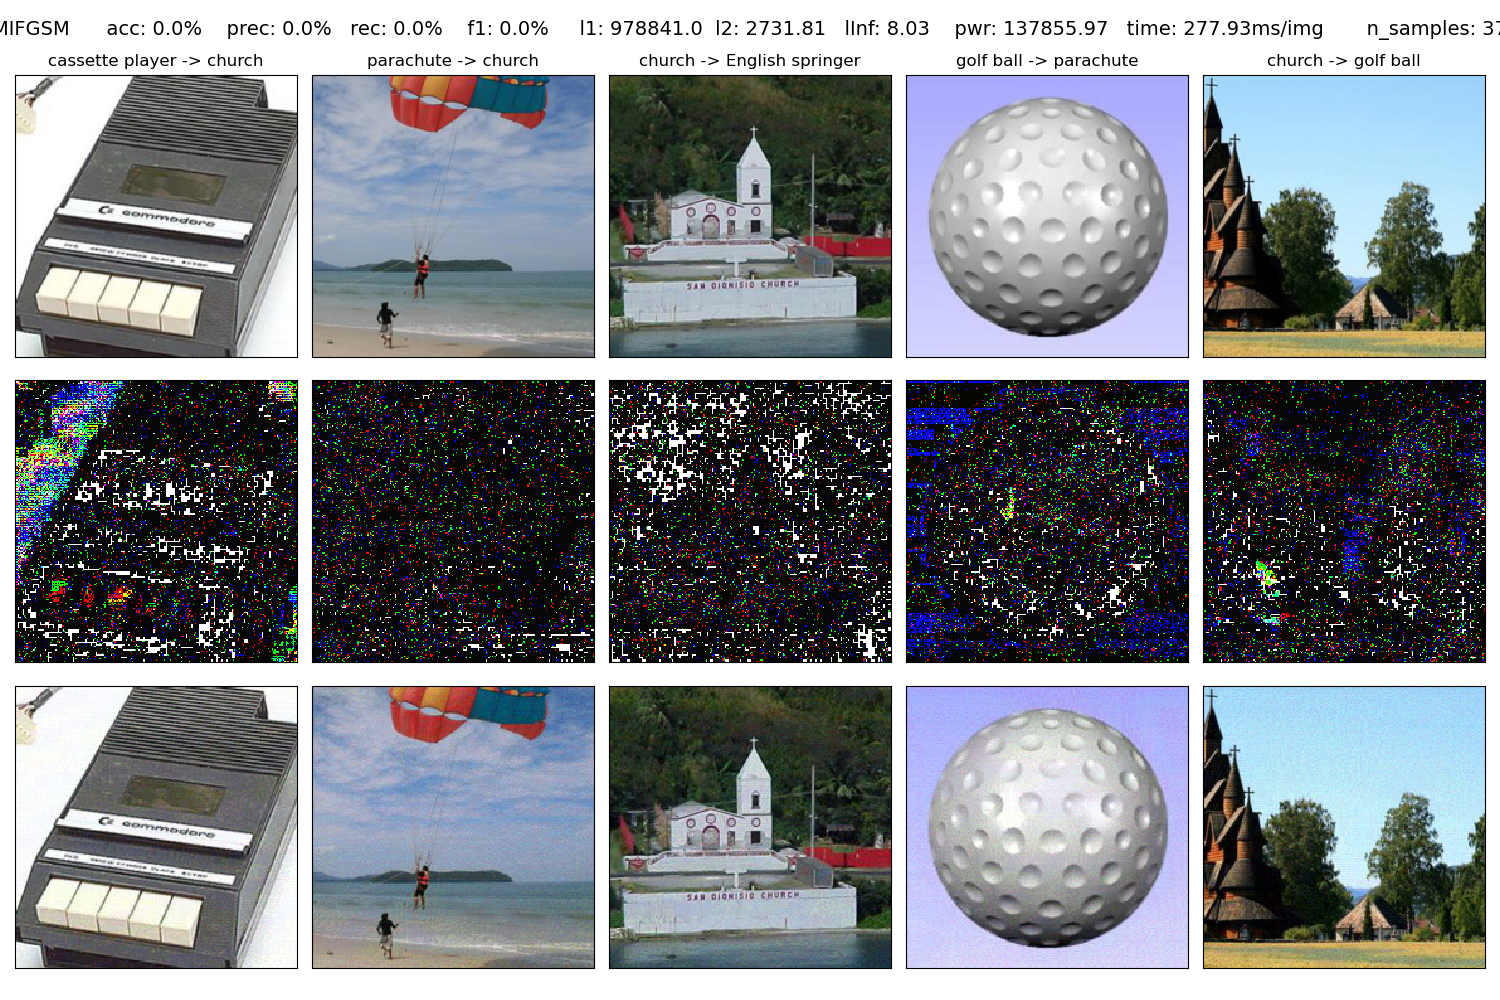 MIFGSM acc: 0.0% prec: 0.0% rec: 0.0% f1: 0.0% l1: 978841.0 l2: 2731.81 lInf: 8.03 pwr: 137855.97 time: 277.93ms/img n_samples: 37
cassette player -> church
parachute -> church
church -> English springer
golf ball -> parachute
church -> golf ball
commodore
SAN DIONISIO CHURCH
commodore
SAN DIONISIO CHURCH